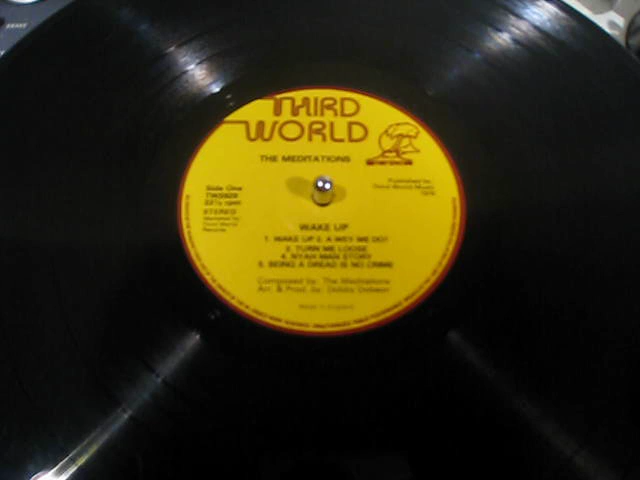 THIRD
WORLD
THE MEDITATIONS
Side One
33⅓ rpm
STEREO
Published by
Third World Music
WAKE UP
1. WAKE UP 2. A WEY ME DO?
3. TURN ME LOOSE
4. NYAH MAN STORY
5. BEING A DREAD IS NO CRIME
Composed by: The Meditations
Arr. & Prod. by: Dobby Dobson
Made in England